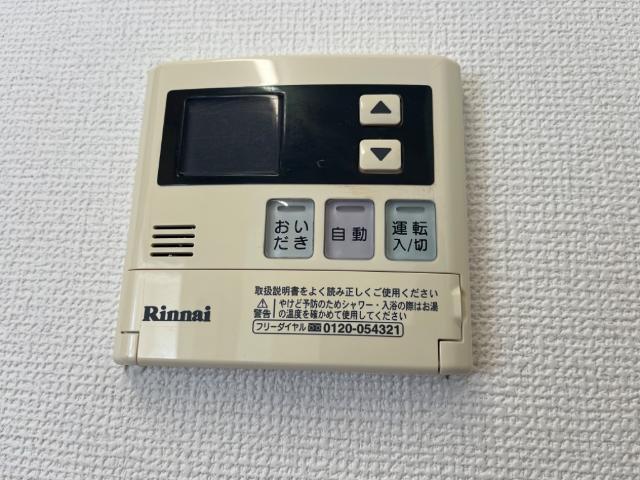 おいだき
自動
運転入/切
取扱説明書をよく読み正しくご使用ください
Rinnai
⚠警告 やけど予防のためシャワー・入浴の際はお湯
の温度を確かめて使用してください
フリーダイヤル 0120-054321